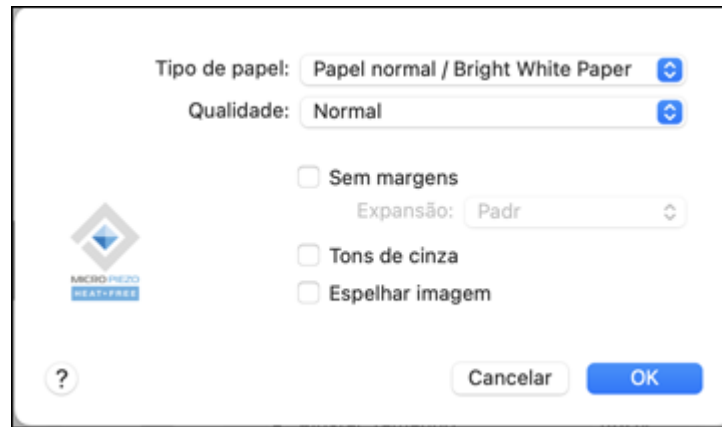 Tipo de papel: Papel normal / Bright White Paper
Qualidade: Normal
Sem margens
Expansão: Padr
Tons de cinza
Espelhar imagem
MICRO PIEZO
HEAT-FREE
? Cancelar OK